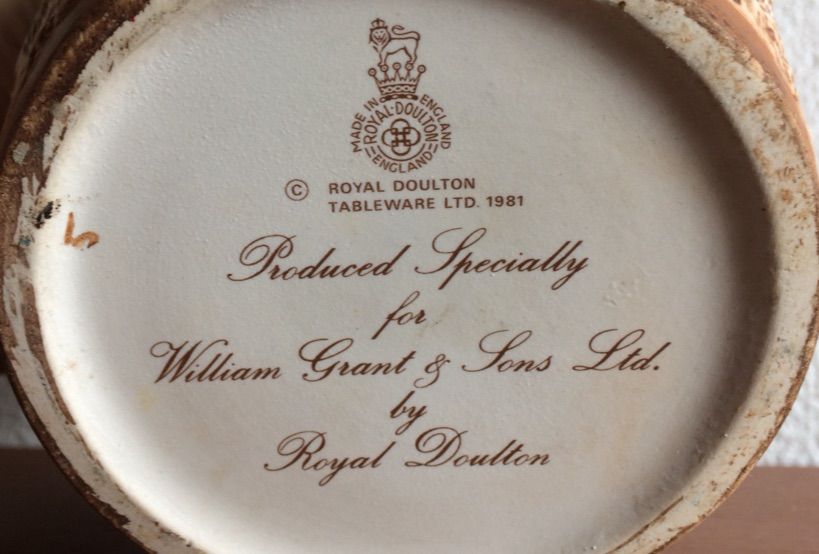 MADE IN ENGLAND
ROYAL·DOULTON
ENGLAND
© ROYAL DOULTON
TABLEWARE LTD. 1981
Produced Specially
for
William Grant & Sons Ltd.
by
Royal Doulton